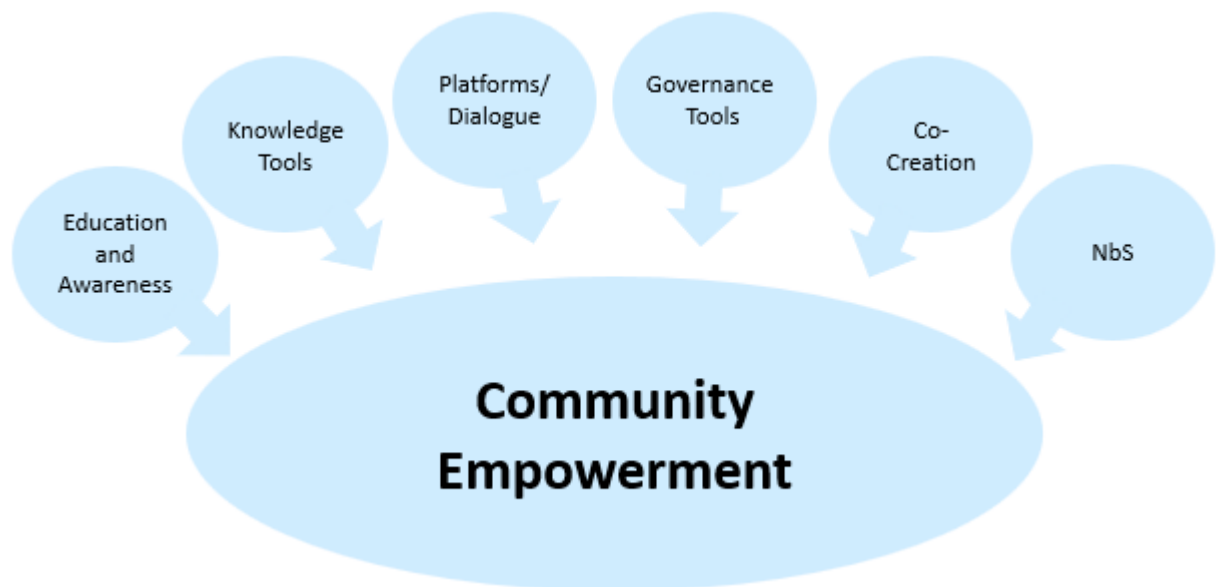 Education
and
Awareness
Knowledge
Tools
Platforms/
Dialogue
Governance
Tools
Co-
Creation
NbS
Community
Empowerment